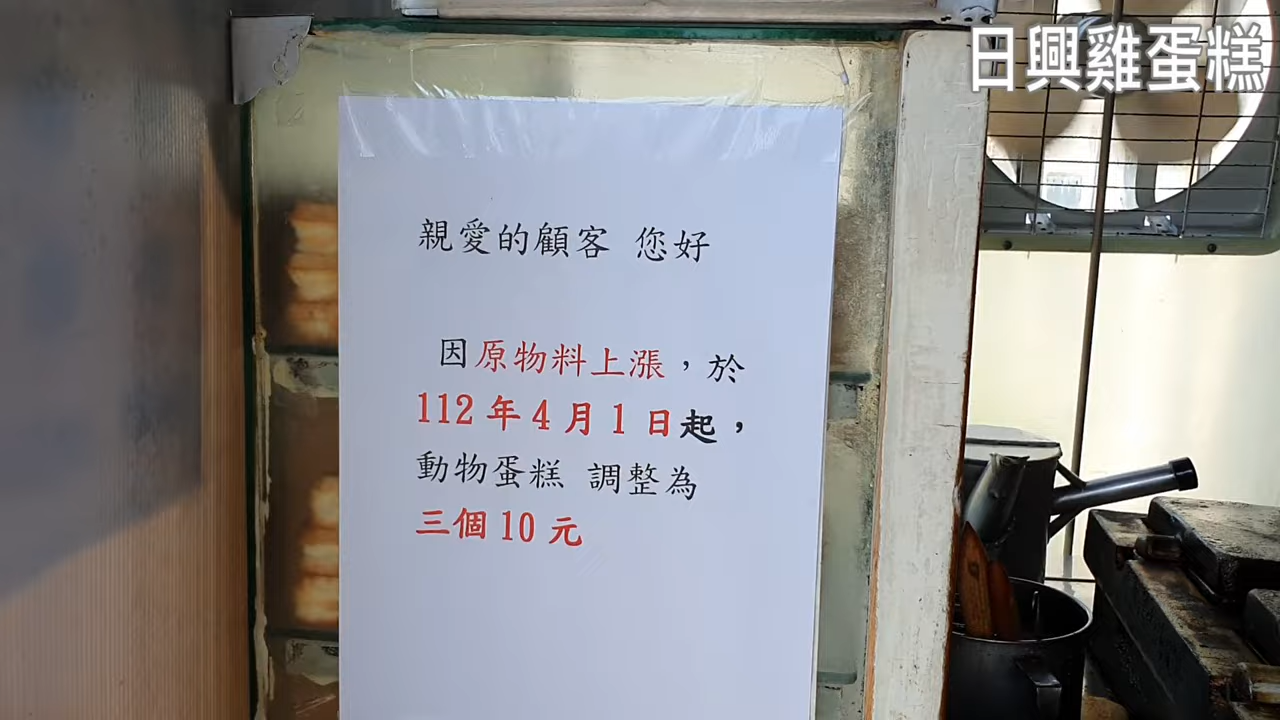 日興雞蛋糕
親愛的顧客 您好
因原物料上漲，於
112年4月1日起，
動物蛋糕 調整為
三個10元